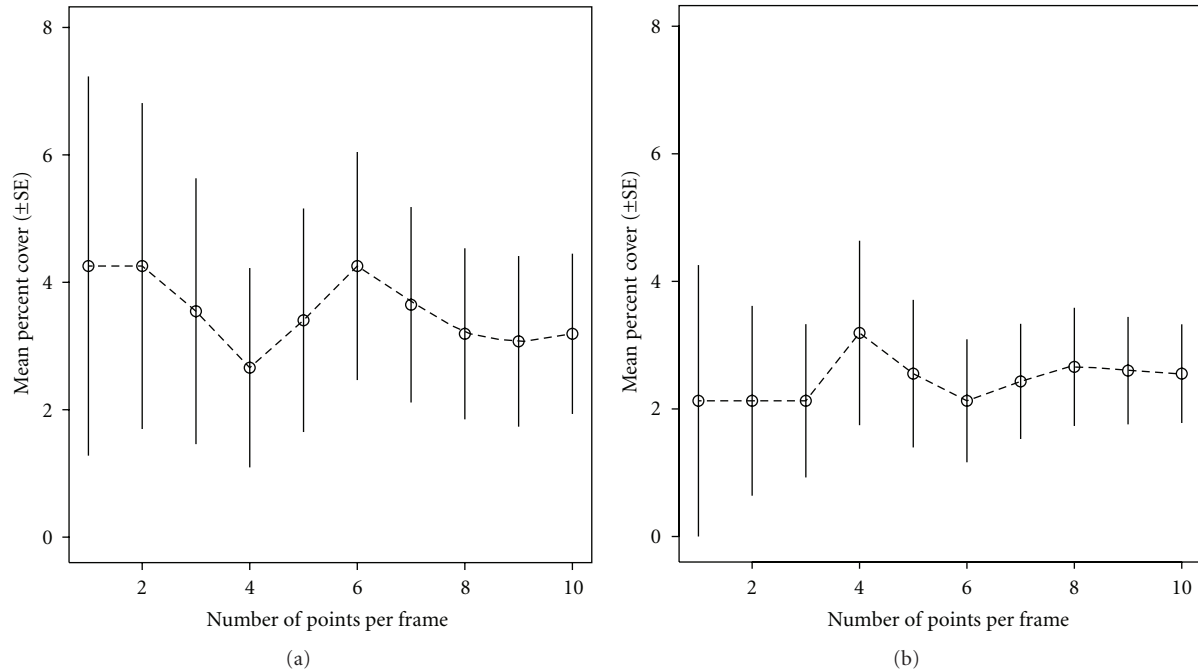 8
6
4
2
0
Mean percent cover (±SE)
2 4 6 8 10
Number of points per frame
(a)
8
6
4
2
0
Mean percent cover (±SE)
2 4 6 8 10
Number of points per frame
(b)